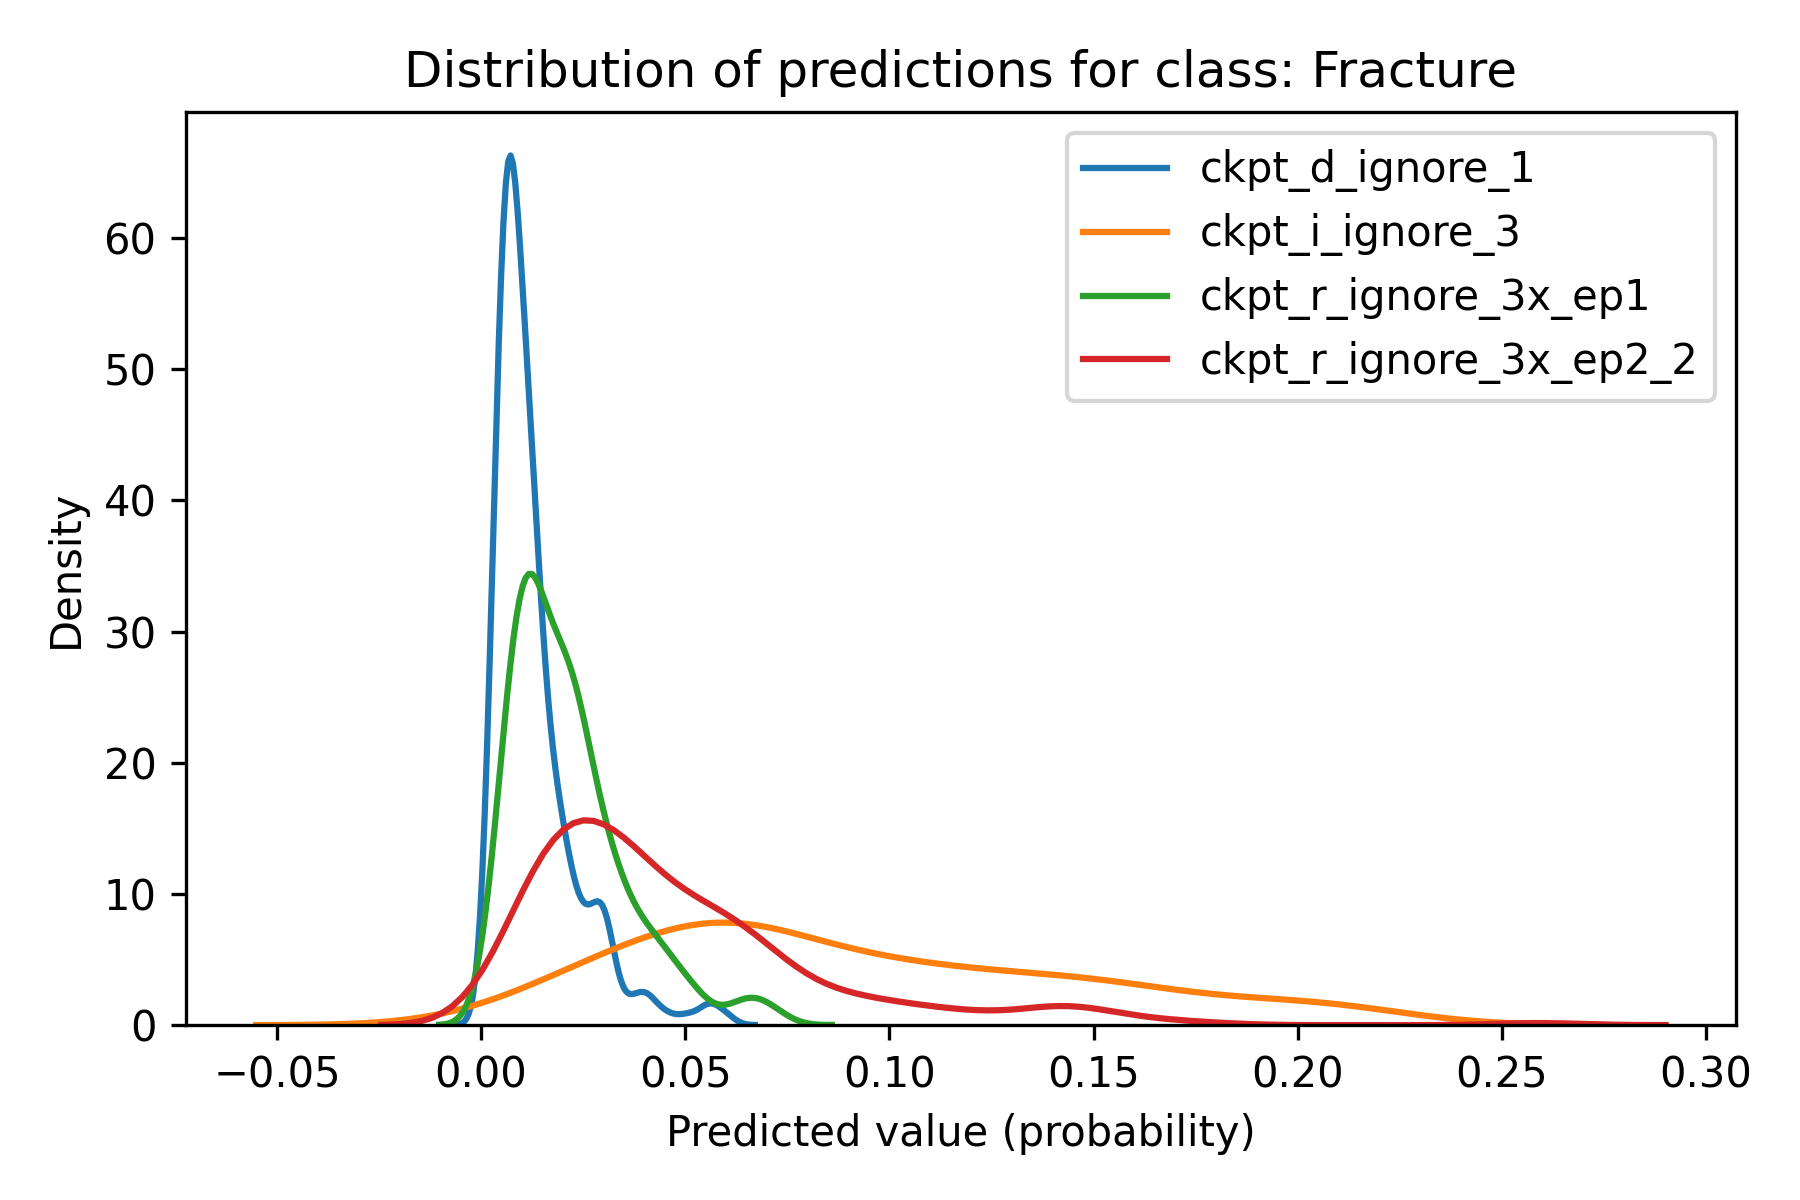 Distribution of predictions for class: Fracture
ckpt_d_ignore_1
ckpt_i_ignore_3
ckpt_r_ignore_3x_ep1
ckpt_r_ignore_3x_ep2_2
Density
60
50
40
30
20
10
0
−0.05 0.00 0.05 0.10 0.15 0.20 0.25 0.30
Predicted value (probability)